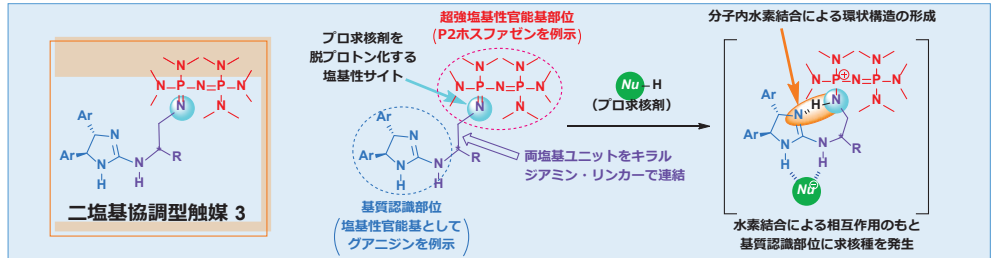 二塩基協調型触媒 3
Ar
Ar
N
N
H
N
H
R
N
N
N
P
N
P
N
N
N
プロ求核剤を
脱プロトン化する
塩基性サイト
超強塩基性官能基部位
(P2ホスファゼンを例示)
N
N
N
P
N
P
N
N
N
Ar
Ar
N
N
H
N
H
R
基質認識部位
(塩基性官能基として
グアニジンを例示)
両塩基ユニットをキラル
ジアミン・リンカーで連結
Nu-H
(プロ求核剤)
分子内水素結合による環状構造の形成
N
N
N
P
⊕
N
P
N
N
N
Ar
Ar
N
H
N
H
N
H
R
Nu
⊖
水素結合による相互作用のもと
基質認識部位に求核種を発生